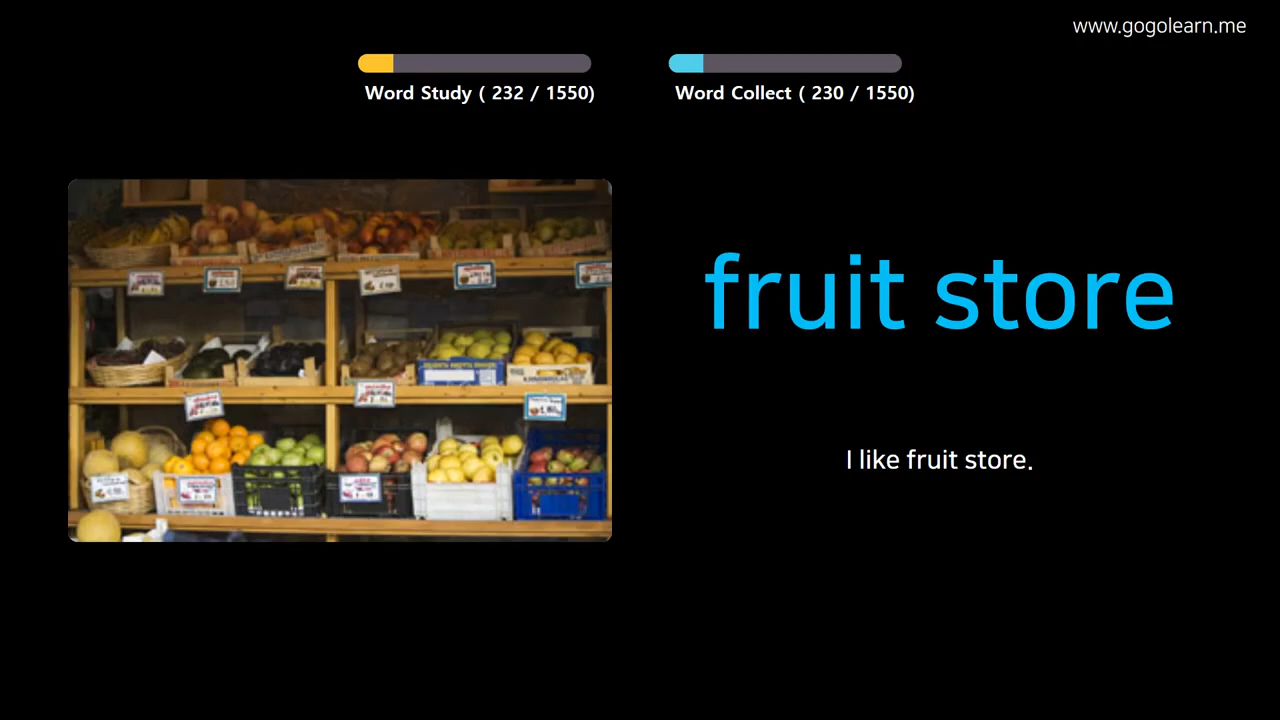 www.gogolearn.me
Word Study ( 232 / 1550)
Word Collect ( 230 / 1550)
fruit store
I like fruit store.